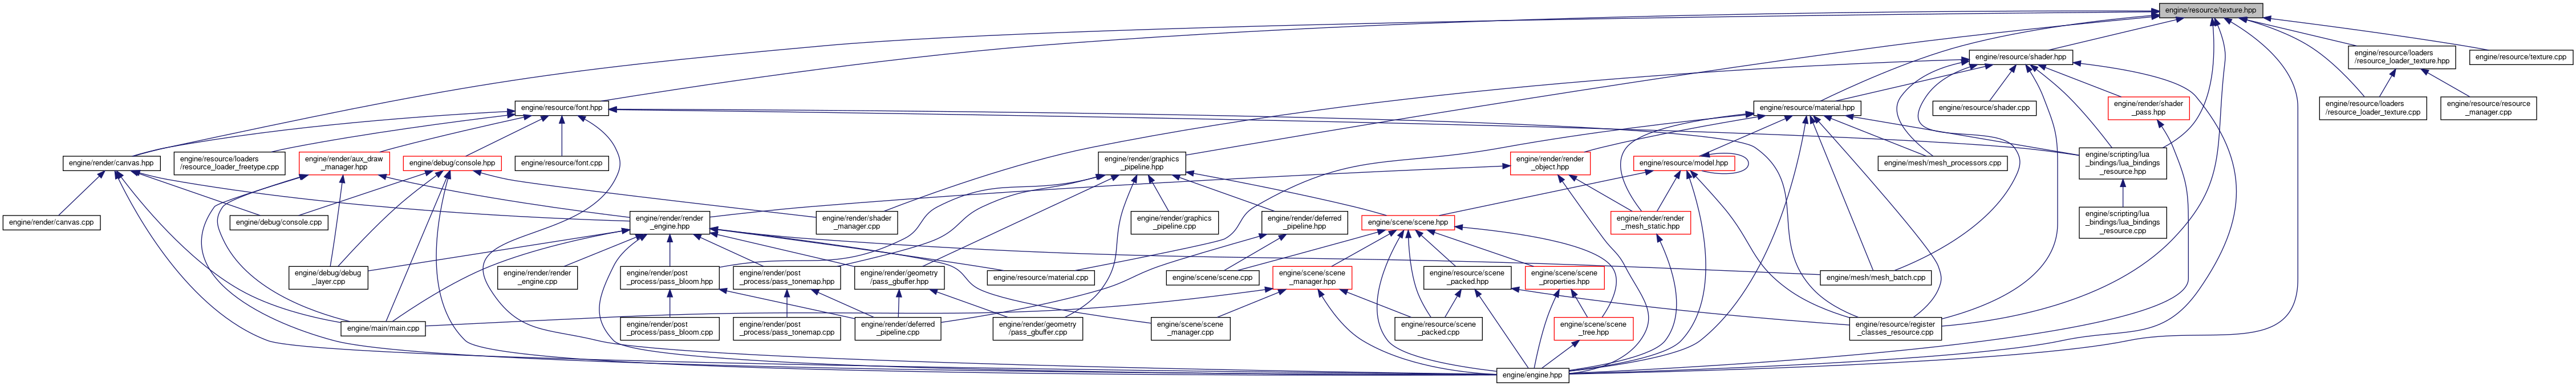 engine/resource/texture.hpp
engine/resource/shader.hpp
engine/resource/loaders
/resource_loader_texture.hpp
engine/resource/texture.cpp
engine/resource/font.hpp
engine/resource/material.hpp
engine/resource/shader.cpp
engine/render/shader
_pass.hpp
engine/resource/loaders
/resource_loader_texture.cpp
engine/resource/resource
_manager.cpp
engine/render/canvas.hpp
engine/resource/loaders
/resource_loader_freetype.cpp
engine/render/aux_draw
_manager.hpp
engine/debug/console.hpp
engine/resource/font.cpp
engine/render/graphics
_pipeline.hpp
engine/render/render
_object.hpp
engine/resource/model.hpp
engine/mesh/mesh_processors.cpp
engine/scripting/lua
_bindings/lua_bindings
_resource.hpp
engine/render/canvas.cpp
engine/debug/console.cpp
engine/render/render
_engine.hpp
engine/render/shader
_manager.cpp
engine/render/graphics
_pipeline.cpp
engine/render/deferred
_pipeline.hpp
engine/scene/scene.hpp
engine/render/render
_mesh_static.hpp
engine/scripting/lua
_bindings/lua_bindings
_resource.cpp
engine/debug/debug
_layer.cpp
engine/render/render
_engine.cpp
engine/render/post
_process/pass_bloom.hpp
engine/render/post
_process/pass_tonemap.hpp
engine/render/geometry
/pass_gbuffer.hpp
engine/resource/material.cpp
engine/scene/scene.cpp
engine/scene/scene
_manager.hpp
engine/resource/scene
_packed.hpp
engine/scene/scene
_properties.hpp
engine/mesh/mesh_batch.cpp
engine/main/main.cpp
engine/render/post
_process/pass_bloom.cpp
engine/render/post
_process/pass_tonemap.cpp
engine/render/deferred
_pipeline.cpp
engine/render/geometry
/pass_gbuffer.cpp
engine/scene/scene
_manager.cpp
engine/resource/scene
_packed.cpp
engine/scene/scene
_tree.hpp
engine/resource/register
_classes_resource.cpp
engine/engine.hpp